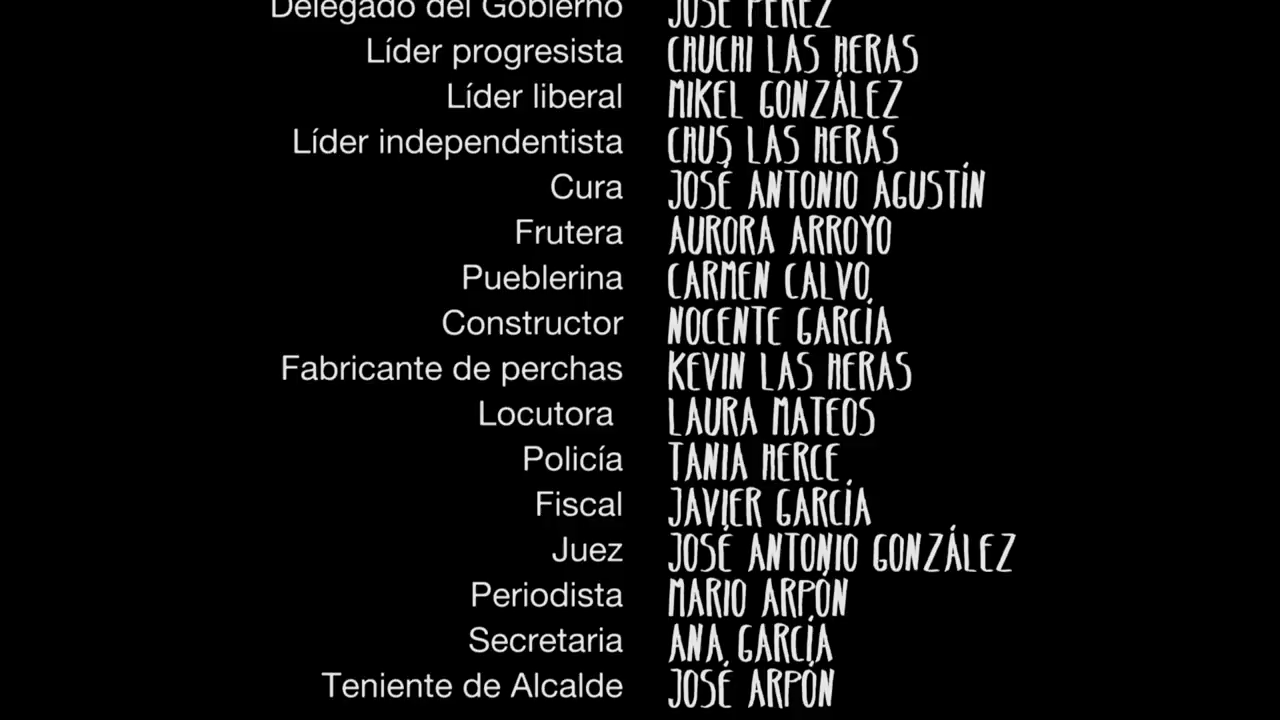 Delegado del Gobierno JOSÉ PÉREZ
Líder progresista CHUCHI LAS HERAS
Líder liberal MIKEL GONZÁLEZ
Líder independentista CHUS LAS HERAS
Cura JOSÉ ANTONIO AGUSTÍN
Frutera AURORA ARROYO
Pueblerina CARMEN CALVO
Constructor NOCENTE GARCÍA
Fabricante de perchas KEVIN LAS HERAS
Locutora LAURA MATEOS
Policía TANIA HERCE
Fiscal JAVIER GARCÍA
Juez JOSÉ ANTONIO GONZÁLEZ
Periodista MARIO ARPÓN
Secretaria ANA GARCÍA
Teniente de Alcalde JOSÉ ARPÓN